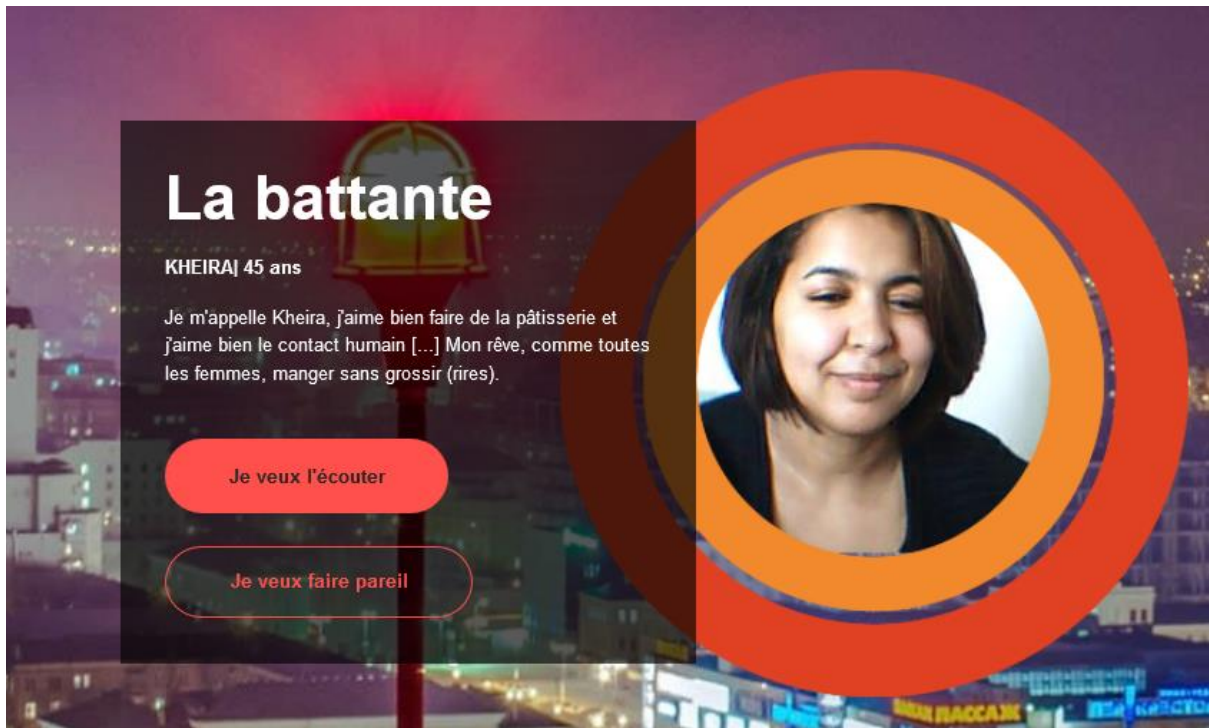 La battante
KHEIRA| 45 ans
Je m'appelle Kheira, j'aime bien faire de la pâtisserie et
j'aime bien le contact humain [...] Mon rêve, comme toutes
les femmes, manger sans grossir (rires).
Je veux l'écouter
Je veux faire pareil
ПАССАЖ